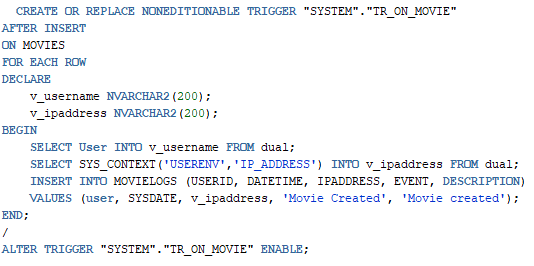 CREATE OR REPLACE NONEDITIONABLE TRIGGER "SYSTEM"."TR_ON_MOVIE"
AFTER INSERT
ON MOVIES
FOR EACH ROW
DECLARE
v_username NVARCHAR2(200);
v_ipaddress NVARCHAR2(200);
BEGIN
SELECT User INTO v_username FROM dual;
SELECT SYS_CONTEXT('USERENV','IP_ADDRESS') INTO v_ipaddress FROM dual;
INSERT INTO MOVIELOGS (USERID, DATETIME, IPADDRESS, EVENT, DESCRIPTION)
VALUES (user, SYSDATE, v_ipaddress, 'Movie Created', 'Movie created');
END;
/
ALTER TRIGGER "SYSTEM"."TR_ON_MOVIE" ENABLE;